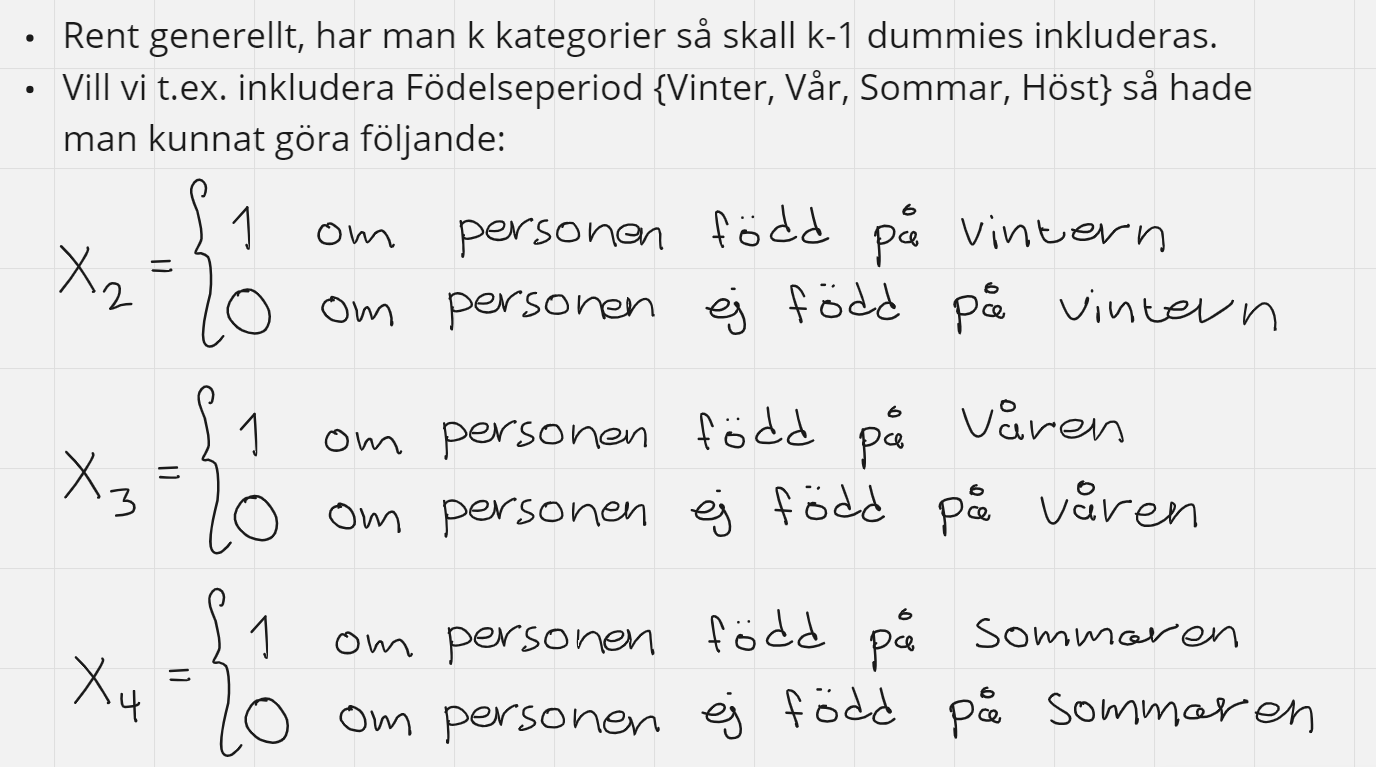 • Rent generellt, har man k kategorier så skall k-1 dummies inkluderas.
• Vill vi t.ex. inkludera Födelseperiod {Vinter, Vår, Sommar, Höst} så hade
man kunnat göra följande:
X₂ = { 1 om personen född på vintern
0 om personen ej född på vintern
X₃ = { 1 om personen född på Våren
0 om personen ej född på våren
X₄ = { 1 om personen född på sommaren
0 om personen ej född på sommaren